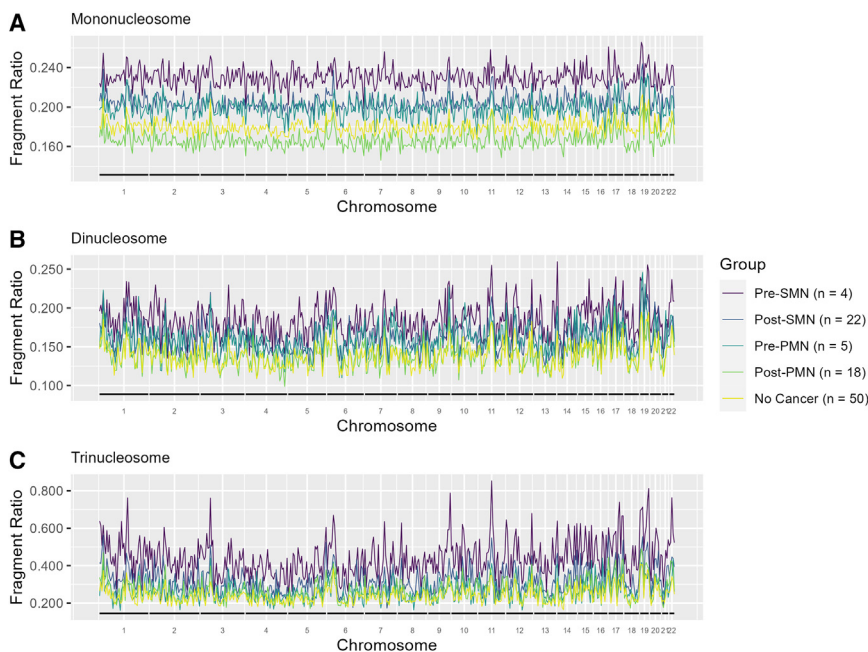 A
Mononucleosome
Fragment Ratio
0.240
0.200
0.160
1 2 3 4 5 6 7 8 9 10 11 12 13 14 15 16 17 18 19 20 21 22
Chromosome
B
Dinucleosome
Fragment Ratio
0.250
0.200
0.150
0.100
1 2 3 4 5 6 7 8 9 10 11 12 13 14 15 16 17 18 19 20 21 22
Chromosome
C
Trinucleosome
Fragment Ratio
0.800
0.600
0.400
0.200
1 2 3 4 5 6 7 8 9 10 11 12 13 14 15 16 17 18 19 20 21 22
Chromosome
Group
Pre-SMN (n = 4)
Post-SMN (n = 22)
Pre-PMN (n = 5)
Post-PMN (n = 18)
No Cancer (n = 50)